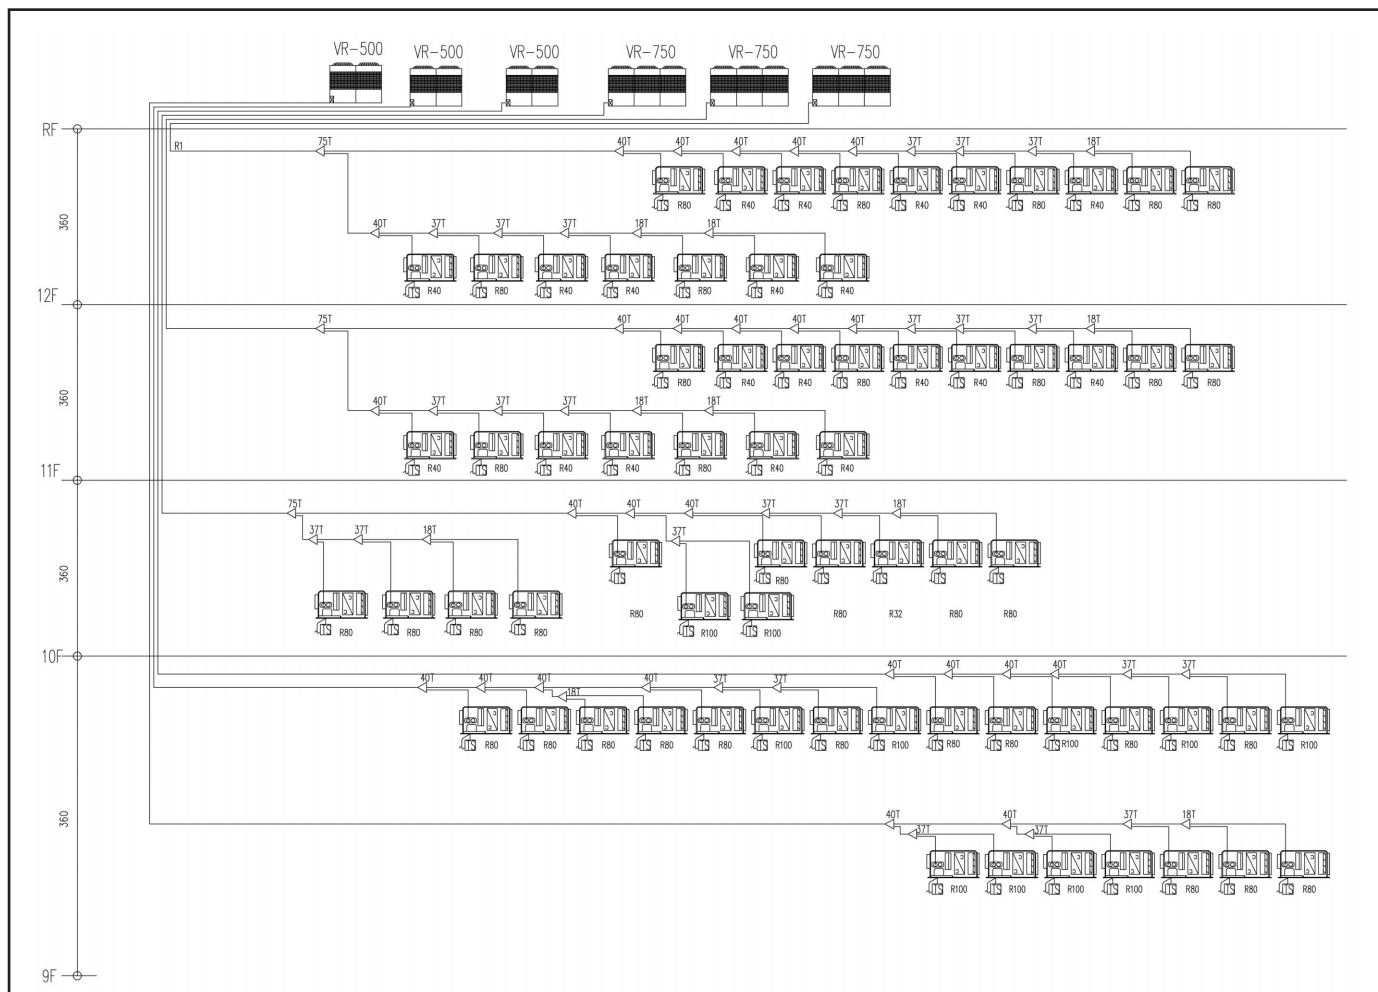 VR-500 VR-500 VR-500 VR-750 VR-750 VR-750
RF
R1 75T 40T 40T 40T 40T 40T 37T 37T 37T 18T
R80 R40 R40 R80 R40 R40 R80 R40 R80 R80
360
40T 37T 37T 37T 18T 18T
R40 R80 R40 R40 R80 R40 R40
12F
75T 40T 40T 40T 40T 40T 37T 37T 37T 18T
R80 R40 R40 R80 R40 R40 R80 R40 R80 R80
360
40T 37T 37T 37T 18T 18T
R40 R80 R40 R40 R80 R40 R40
11F
75T 40T 40T 40T 37T 37T 18T
37T 37T 18T 37T
360
R80
R80 R80 R32 R80 R80
R80 R80 R80 R80 R100 R100
10F
40T 40T 40T 40T 37T 37T
40T 40T 40T 40T 37T 37T
18T
R80 R80 R80 R80 R80 R100 R80 R100 R80 R80 R100 R80 R100 R80 R100
360
40T 40T 37T 18T
37T 37T
R100 R100 R100 R100 R80 R80 R80
9F